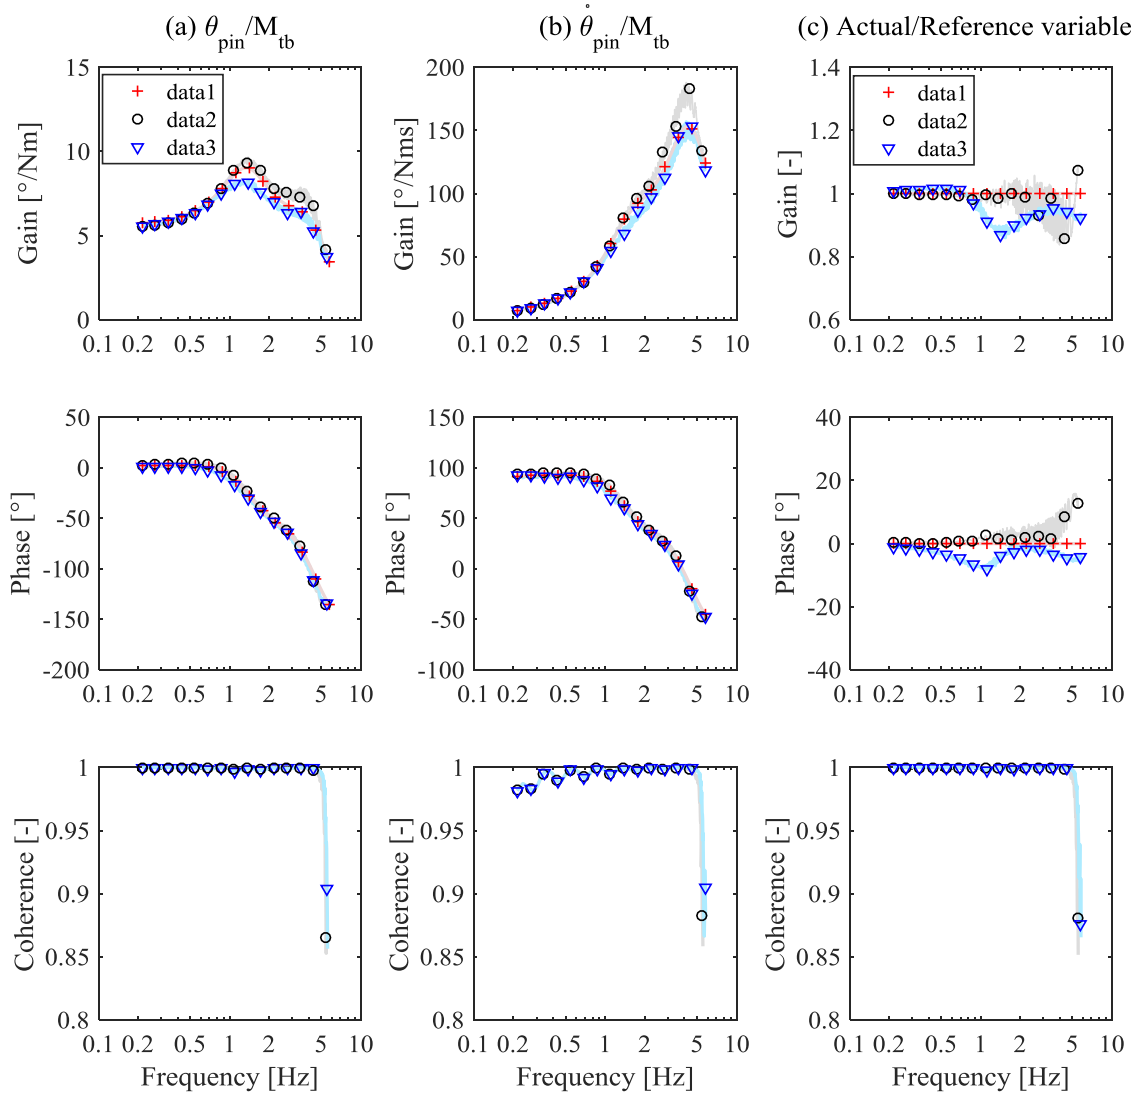 (a) θpin/Mtb
(b) θ̊pin/Mtb
(c) Actual/Reference variable
15
10
5
0
Gain [°/Nm]
data1
data2
data3
0.1 0.2 0.5 1 2 5 10
200
150
100
50
0
Gain [°/Nms]
0.1 0.2 0.5 1 2 5 10
1.4
1.2
1
0.8
0.6
Gain [-]
data1
data2
data3
0.1 0.2 0.5 1 2 5 10
50
0
-50
-100
-150
-200
Phase [°]
0.1 0.2 0.5 1 2 5 10
150
100
50
0
-50
-100
Phase [°]
0.1 0.2 0.5 1 2 5 10
40
20
0
-20
-40
Phase [°]
0.1 0.2 0.5 1 2 5 10
1
0.95
0.9
0.85
0.8
Coherence [-]
0.1 0.2 0.5 1 2 5 10
Frequency [Hz]
1
0.95
0.9
0.85
0.8
Coherence [-]
0.1 0.2 0.5 1 2 5 10
Frequency [Hz]
1
0.95
0.9
0.85
0.8
Coherence [-]
0.1 0.2 0.5 1 2 5 10
Frequency [Hz]